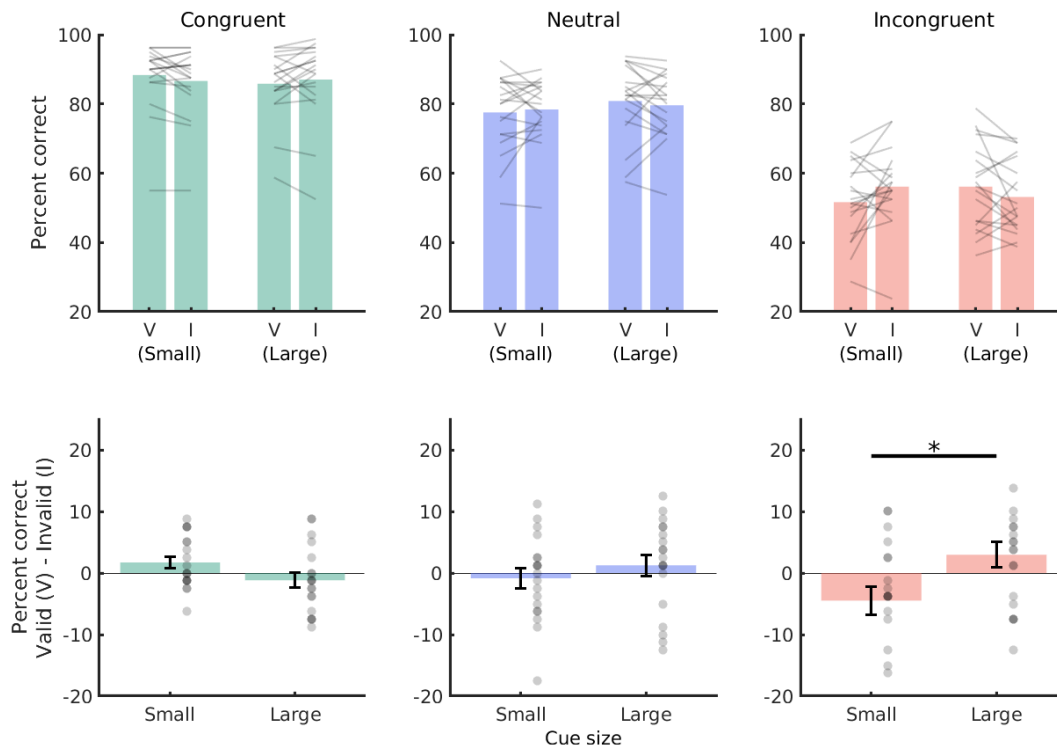 Congruent Neutral Incongruent
100 100 100
80 80 80
60 60 60
40 40 40
20 20 20
Percent correct
V I V I V I V I V I V I
(Small) (Large) (Small) (Large) (Small) (Large)
*
20 20 20
10 10 10
0 0 0
-10 -10 -10
-20 -20 -20
Percent correct
Valid (V) - Invalid (I)
Small Large Small Large Small Large
Cue size